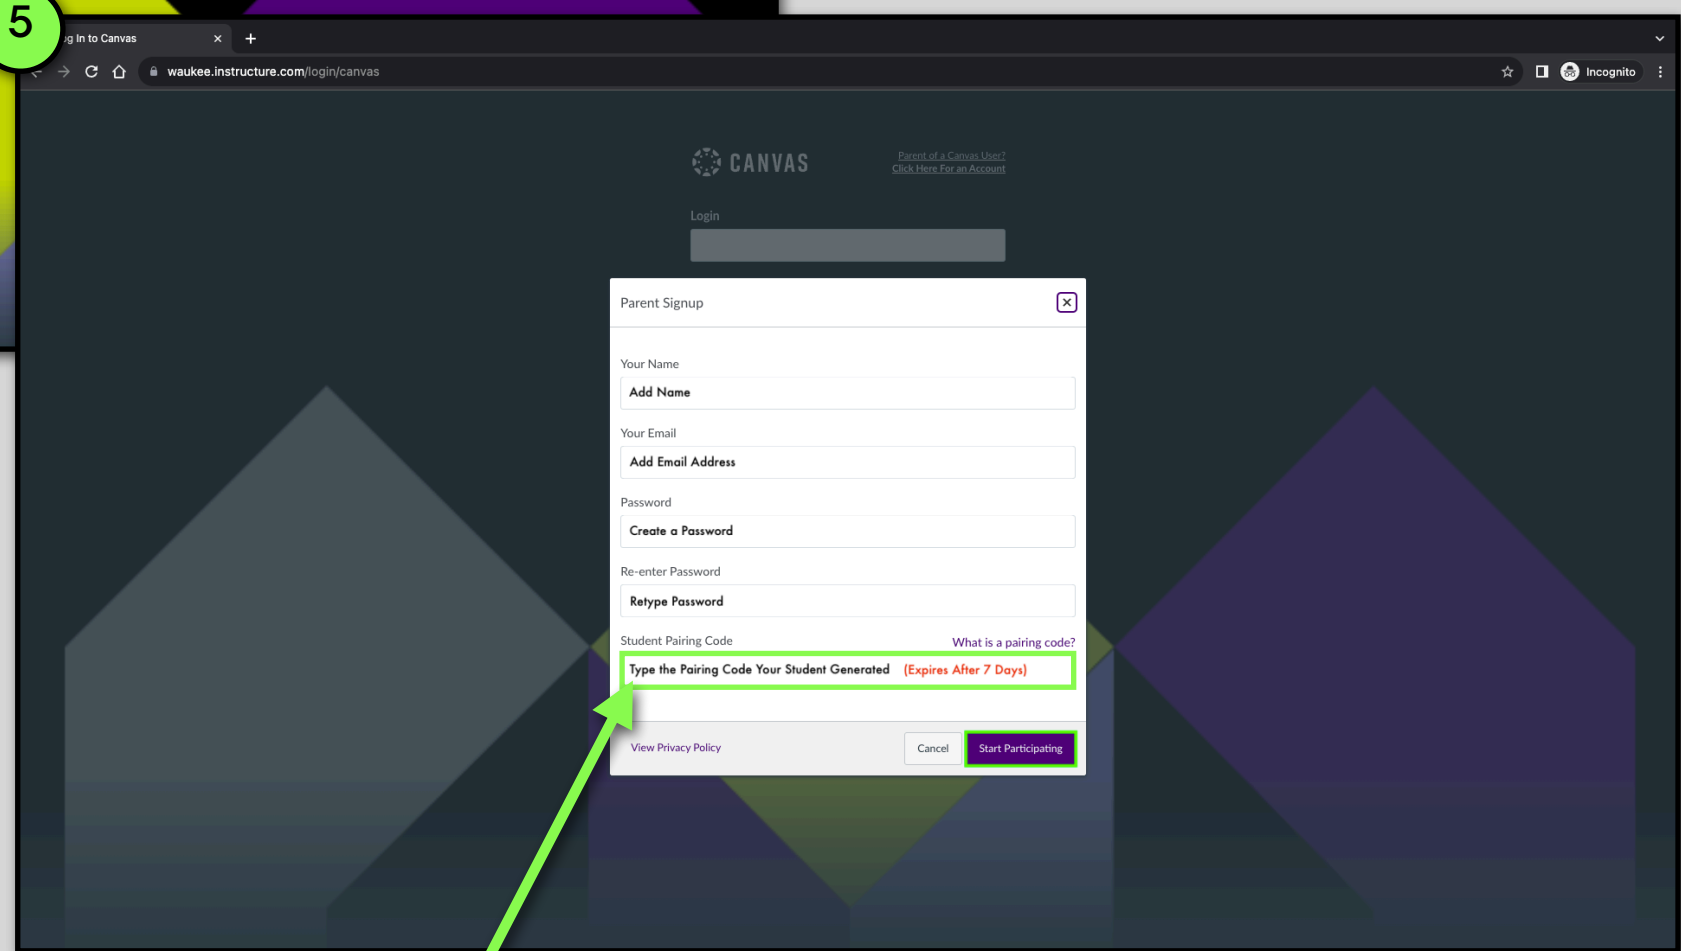 5
g In to Canvas
waukee.instructure.com/login/canvas
Incognito
CANVAS
Parent of a Canvas User?
Click Here For an Account
Login
Parent Signup
Your Name
Add Name
Your Email
Add Email Address
Password
Create a Password
Re-enter Password
Retype Password
Student Pairing Code
What is a pairing code?
Type the Pairing Code Your Student Generated (Expires After 7 Days)
View Privacy Policy
Cancel
Start Participating